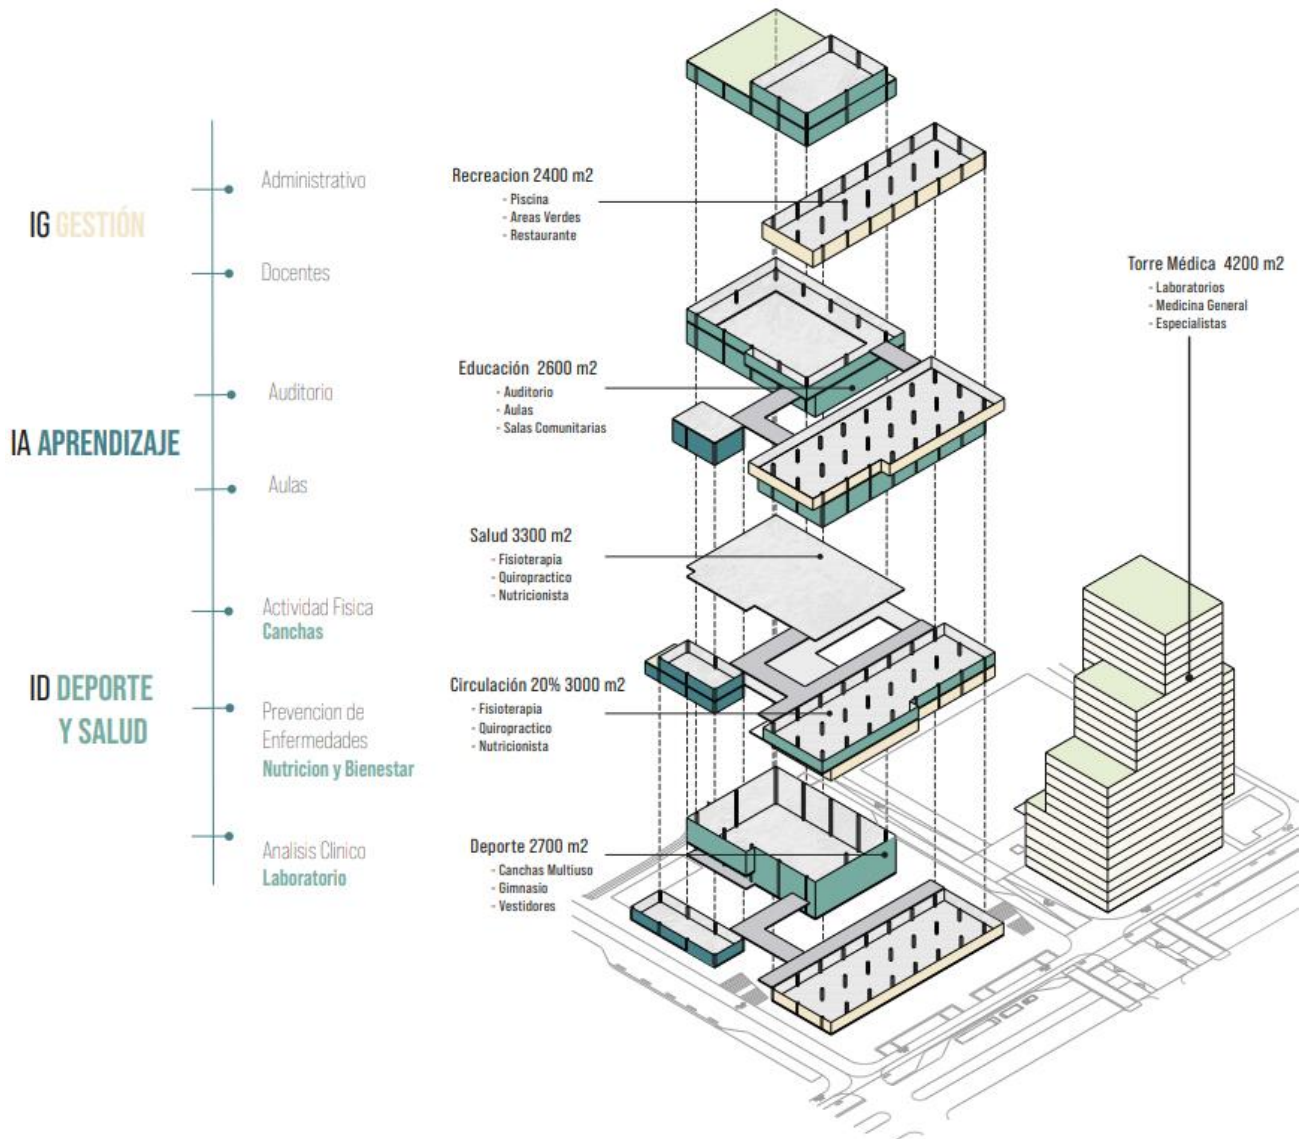 IG GESTIÓN
Administrativo
Docentes
IA APRENDIZAJE
Auditorio
Aulas
ID DEPORTE
Y SALUD
Actividad Fisica
Canchas
Prevencion de
Enfermedades
Nutricion y Bienestar
Analisis Clinico
Laboratorio
Recreacion 2400 m2
- Piscina
- Areas Verdes
- Restaurante
Educación 2600 m2
- Auditorio
- Aulas
- Salas Comunitarias
Salud 3300 m2
- Fisioterapia
- Quiropractico
- Nutricionista
Circulación 20% 3000 m2
- Fisioterapia
- Quiropractico
- Nutricionista
Deporte 2700 m2
- Canchas Multiuso
- Gimnasio
- Vestidores
Torre Médica 4200 m2
- Laboratorios
- Medicina General
- Especialistas